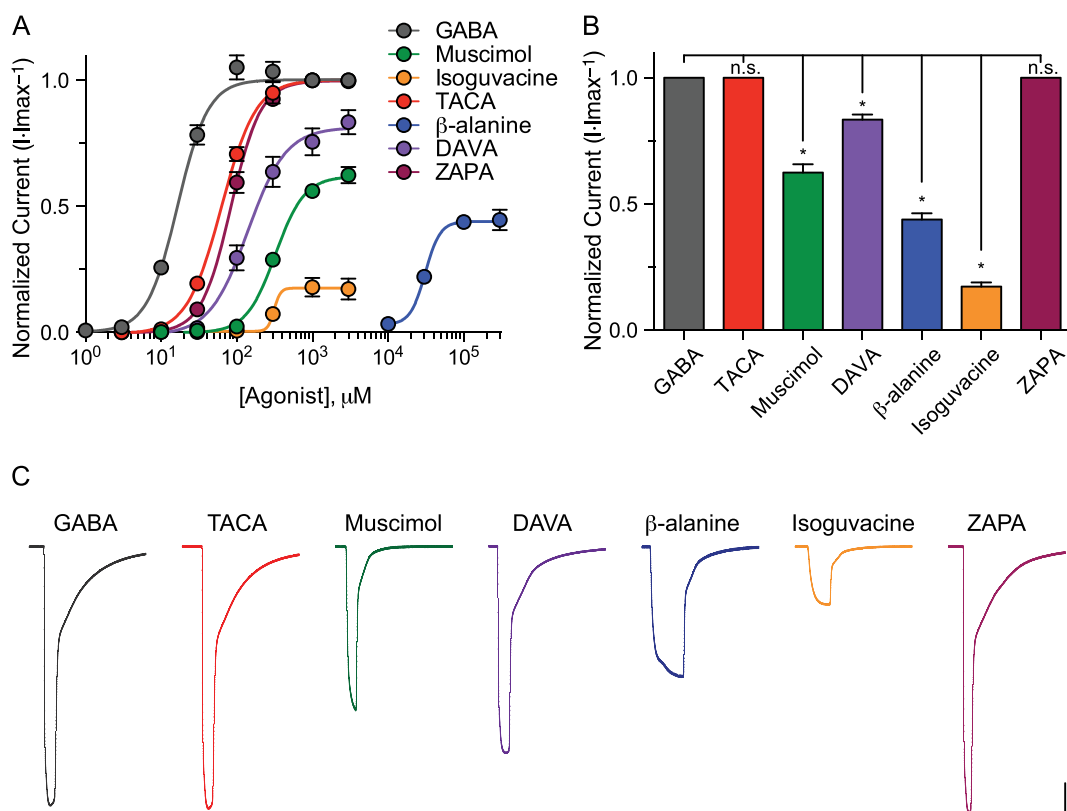 A
Normalized Current (I·Imax–1)
1.0
0.5
0.0
10⁰ 10¹ 10² 10³ 10⁴ 10⁵
[Agonist], μM
GABA
Muscimol
Isoguvacine
TACA
β-alanine
DAVA
ZAPA
B
Normalized Current (I·Imax–1)
1.0
0.5
0.0
n.s.
*
*
*
*
n.s.
GABA
TACA
Muscimol
DAVA
β-alanine
Isoguvacine
ZAPA
C
GABA TACA Muscimol DAVA β-alanine Isoguvacine ZAPA